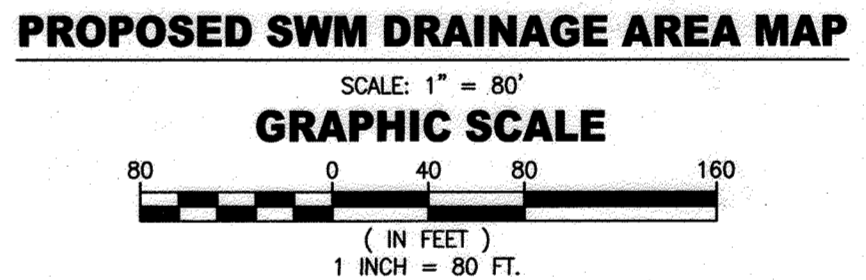 PROPOSED SWM DRAINAGE AREA MAP
SCALE: 1" = 80'
GRAPHIC SCALE
80 0 40 80 160
( IN FEET )
1 INCH = 80 FT.